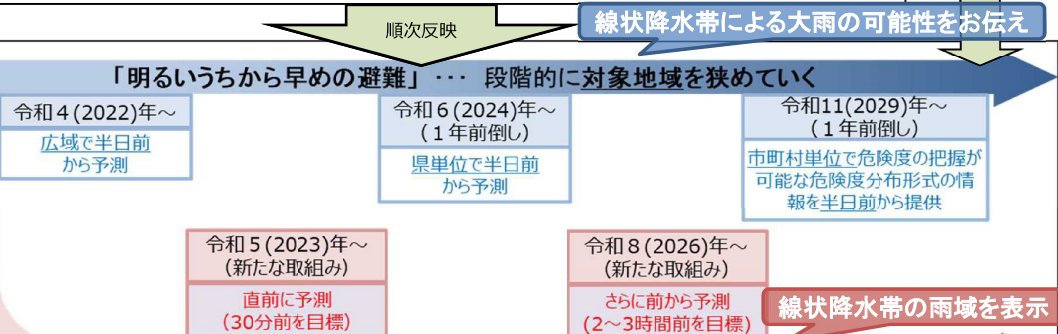 順次反映
線状降水帯による大雨の可能性をお伝え
「明るいうちから早めの避難」・・・ 段階的に対象地域を狭めていく
令和４(2022)年～
広域で半日前
から予測
令和６(2024)年～
(１年前倒し)
県単位で半日前
から予測
令和11(2029)年～
(１年前倒し)
市町村単位で危険度の把握が
可能な危険度分布形式の情
報を半日前から提供
令和５(2023)年～
(新たな取組み)
直前に予測
(30分前を目標)
令和８(2026)年～
(新たな取組み)
さらに前から予測
(2～3時間前を目標)
線状降水帯の雨域を表示